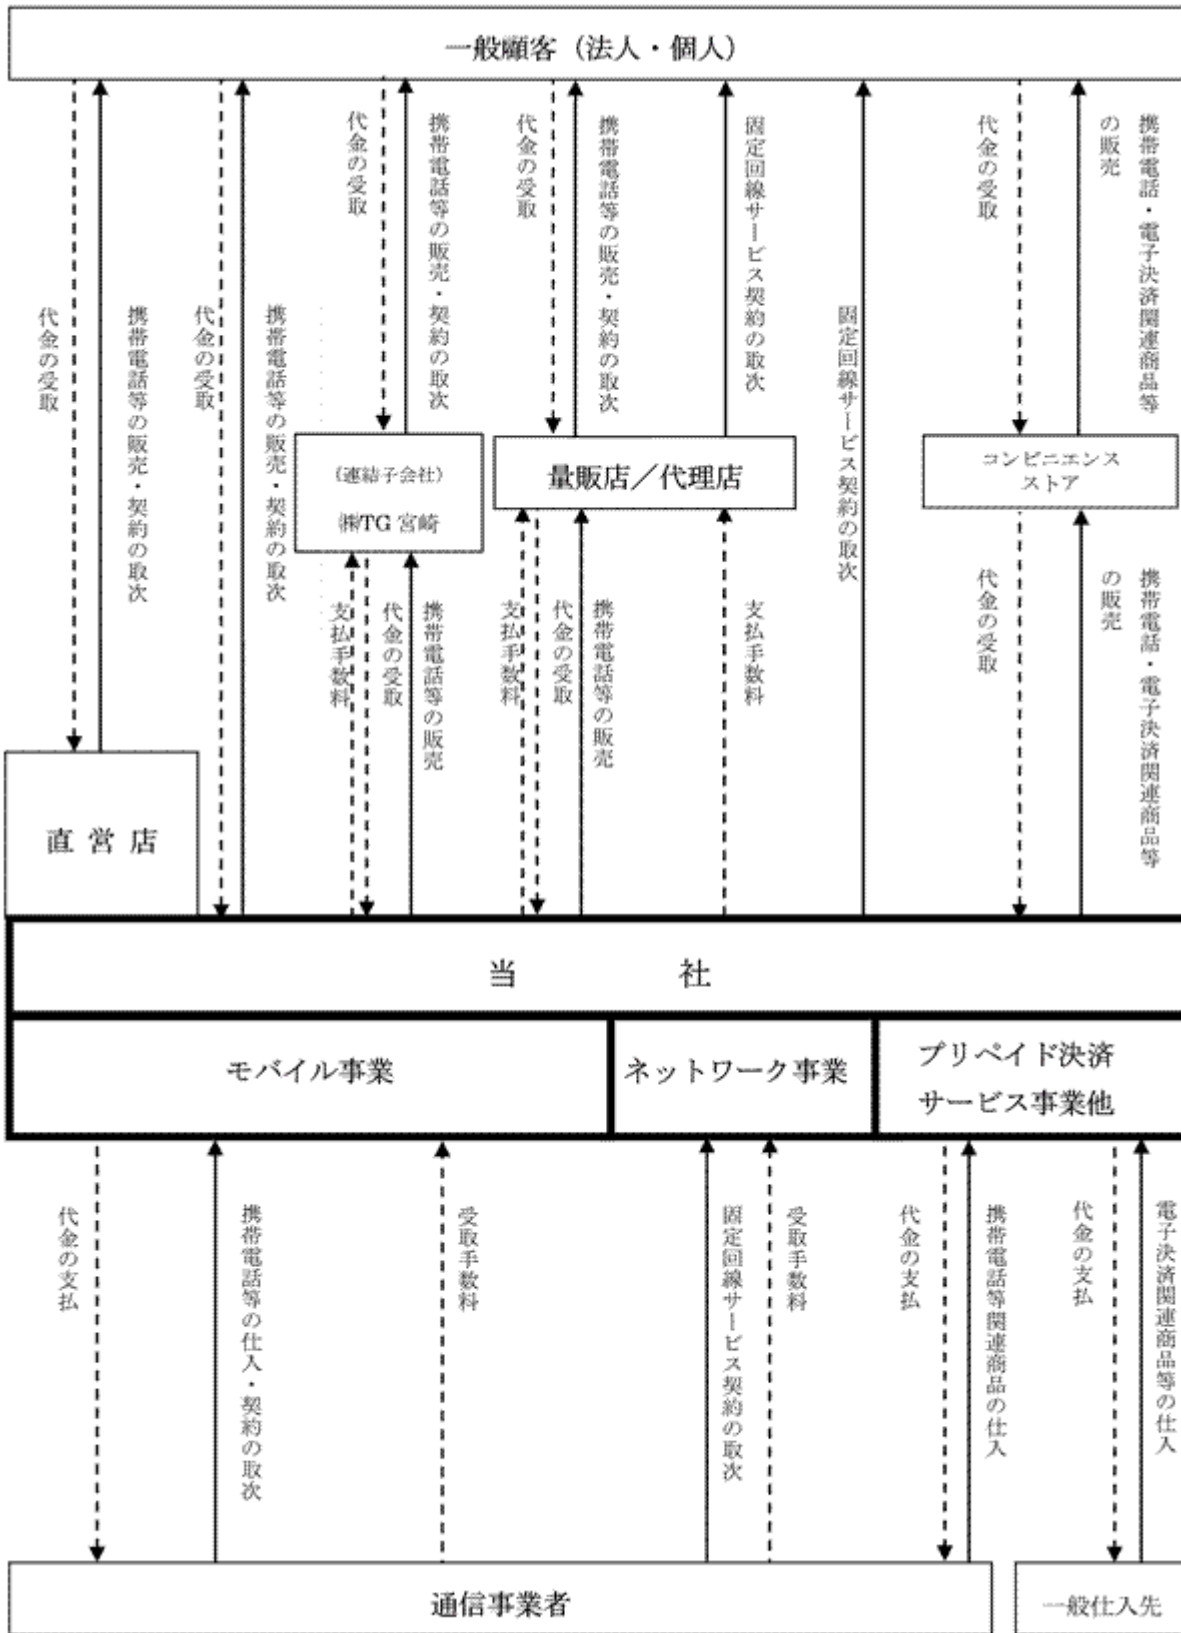 一般顧客（法人・個人）
代金の受取
携帯電話等の販売・契約の取次
代金の受取
携帯電話等の販売・契約の取次
代金の受取
携帯電話等の販売・契約の取次
代金の受取
携帯電話等の販売・契約の取次
固定回線サービス契約の取次
固定回線サービス契約の取次
代金の受取
携帯電話・電子決済関連商品等
の販売
（連結子会社）
㈱TG 宮崎
量販店／代理店
コンビニエンス
ストア
支払手数料
代金の受取
携帯電話等の販売
支払手数料
代金の受取
携帯電話等の販売
支払手数料
代金の受取
携帯電話・電子決済関連商品等
の販売
直 営 店
当 社
モバイル事業
ネットワーク事業
プリペイド決済
サービス事業他
代金の支払
携帯電話等の仕入・契約の取次
受取手数料
固定回線サービス契約の取次
受取手数料
代金の支払
携帯電話等関連商品の仕入
代金の支払
電子決済関連商品等の仕入
通信事業者
一般仕入先